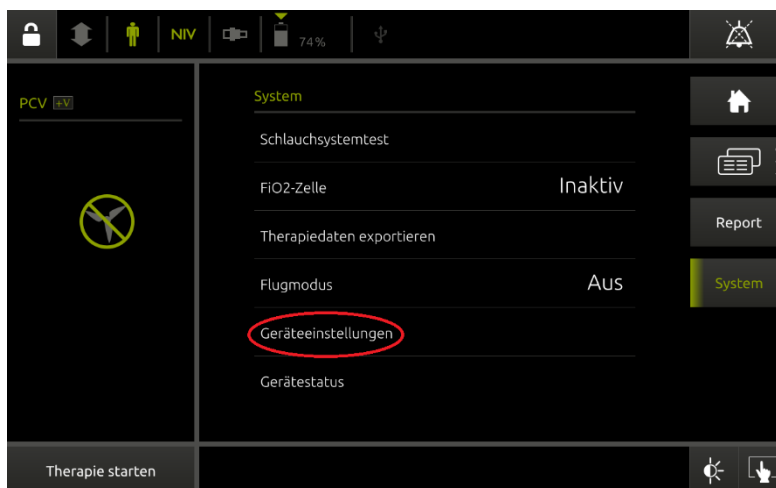 NIV
74%
PCV +V
System
Schlauchsystemtest
FiO2-Zelle Inaktiv
Therapiedaten exportieren
Report
Flugmodus Aus
System
Geräteeinstellungen
Gerätestatus
Therapie starten